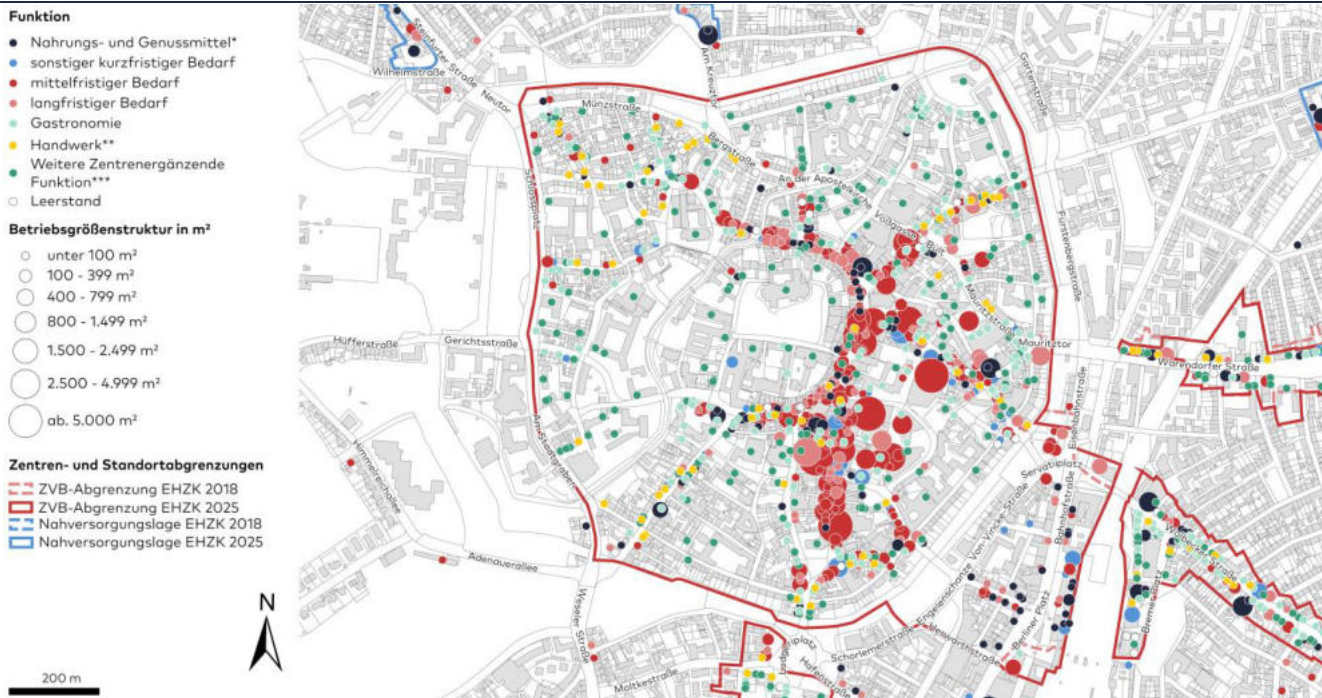 Funktion
Nahrungs- und Genussmittel*
sonstiger kurzfristiger Bedarf
mittelfristiger Bedarf
langfristiger Bedarf
Gastronomie
Handwerk**
Weitere Zentrenergänzende
Funktion***
Leerstand
Betriebsgrößenstruktur in m²
unter 100 m²
100 - 399 m²
400 - 799 m²
800 - 1.499 m²
1.500 - 2.499 m²
2.500 - 4.999 m²
ab. 5.000 m²
Zentren- und Standortabgrenzungen
ZVB-Abgrenzung EHZK 2018
ZVB-Abgrenzung EHZK 2025
Nahversorgungslage EHZK 2018
Nahversorgungslage EHZK 2025
N
200 m
Steinfurter Straße
Wilhelmstraße
Neutor
Am Kreuztor
Gartenstraße
Münzstraße
Bergstraße
An der Apostelkirche
Voßgasse
Bült
Schlossplatz
Fürstenbergstraße
Mauritzstraße
Mauritztor
Warendorfer Straße
Hüfferstraße
Gerichtsstraße
Eisenbahnstraße
Am Stadtgraben
Himmelreichallee
Servatiiplatz
Von-Vincke-Straße
Bahnhofstraße
Wolbecker Straße
Bremer Platz
Adenauerallee
Weseler Straße
Engelenschanze
Berliner Platz
Schorlemerstraße
Hafenstraße
Moltkestraße